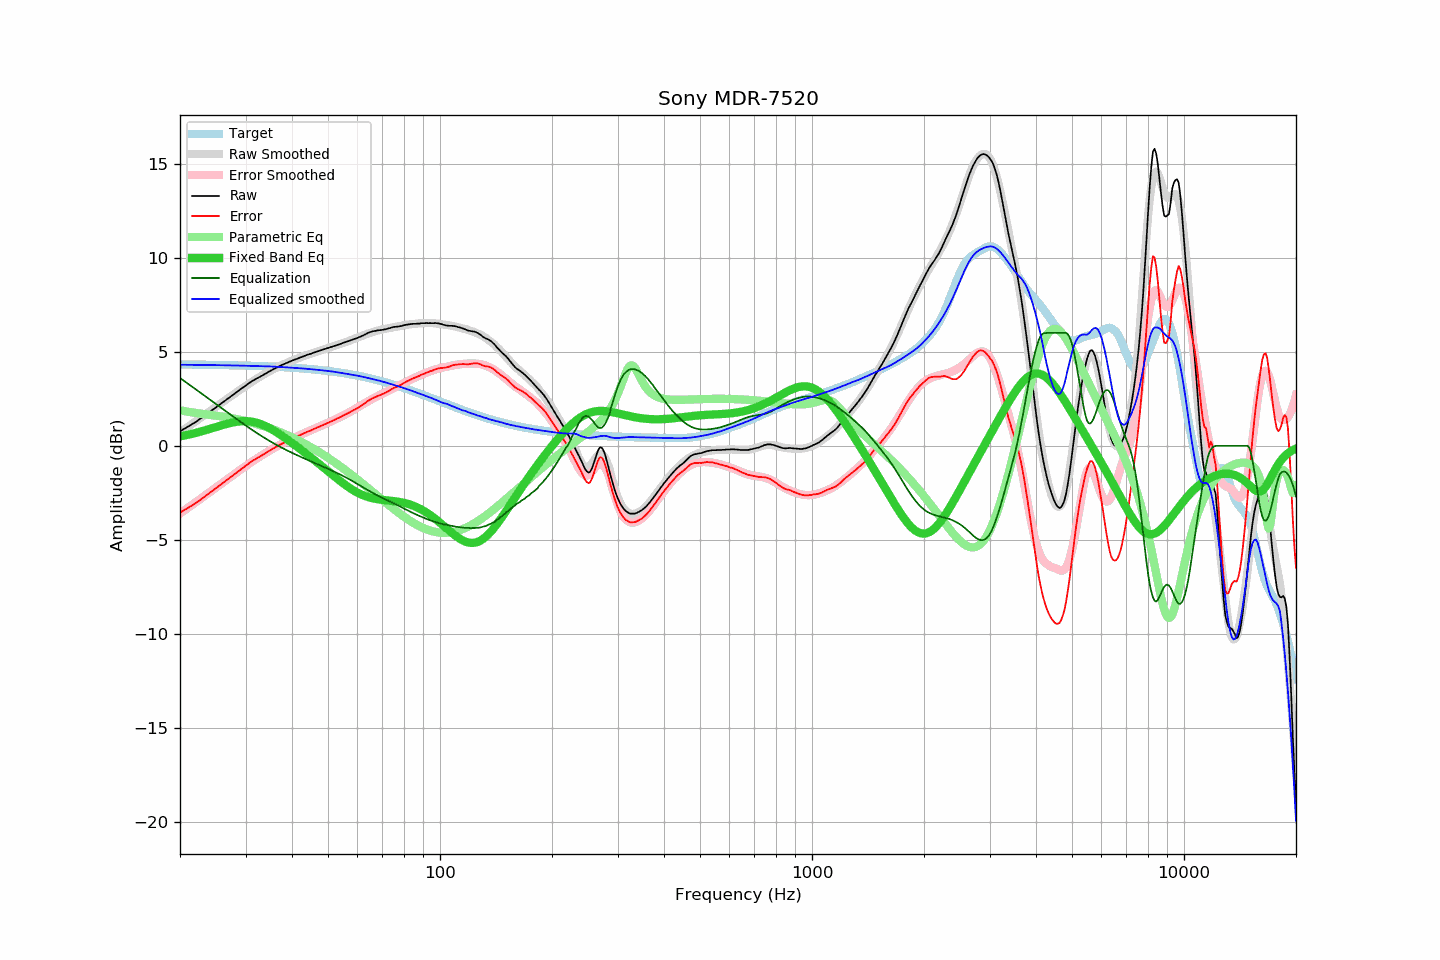 Sony MDR-7520
Target
Raw Smoothed
Error Smoothed
Raw
Error
Parametric Eq
Fixed Band Eq
Equalization
Equalized smoothed
15
10
5
0
−5
−10
−15
−20
Amplitude (dBr)
100
1000
10000
Frequency (Hz)